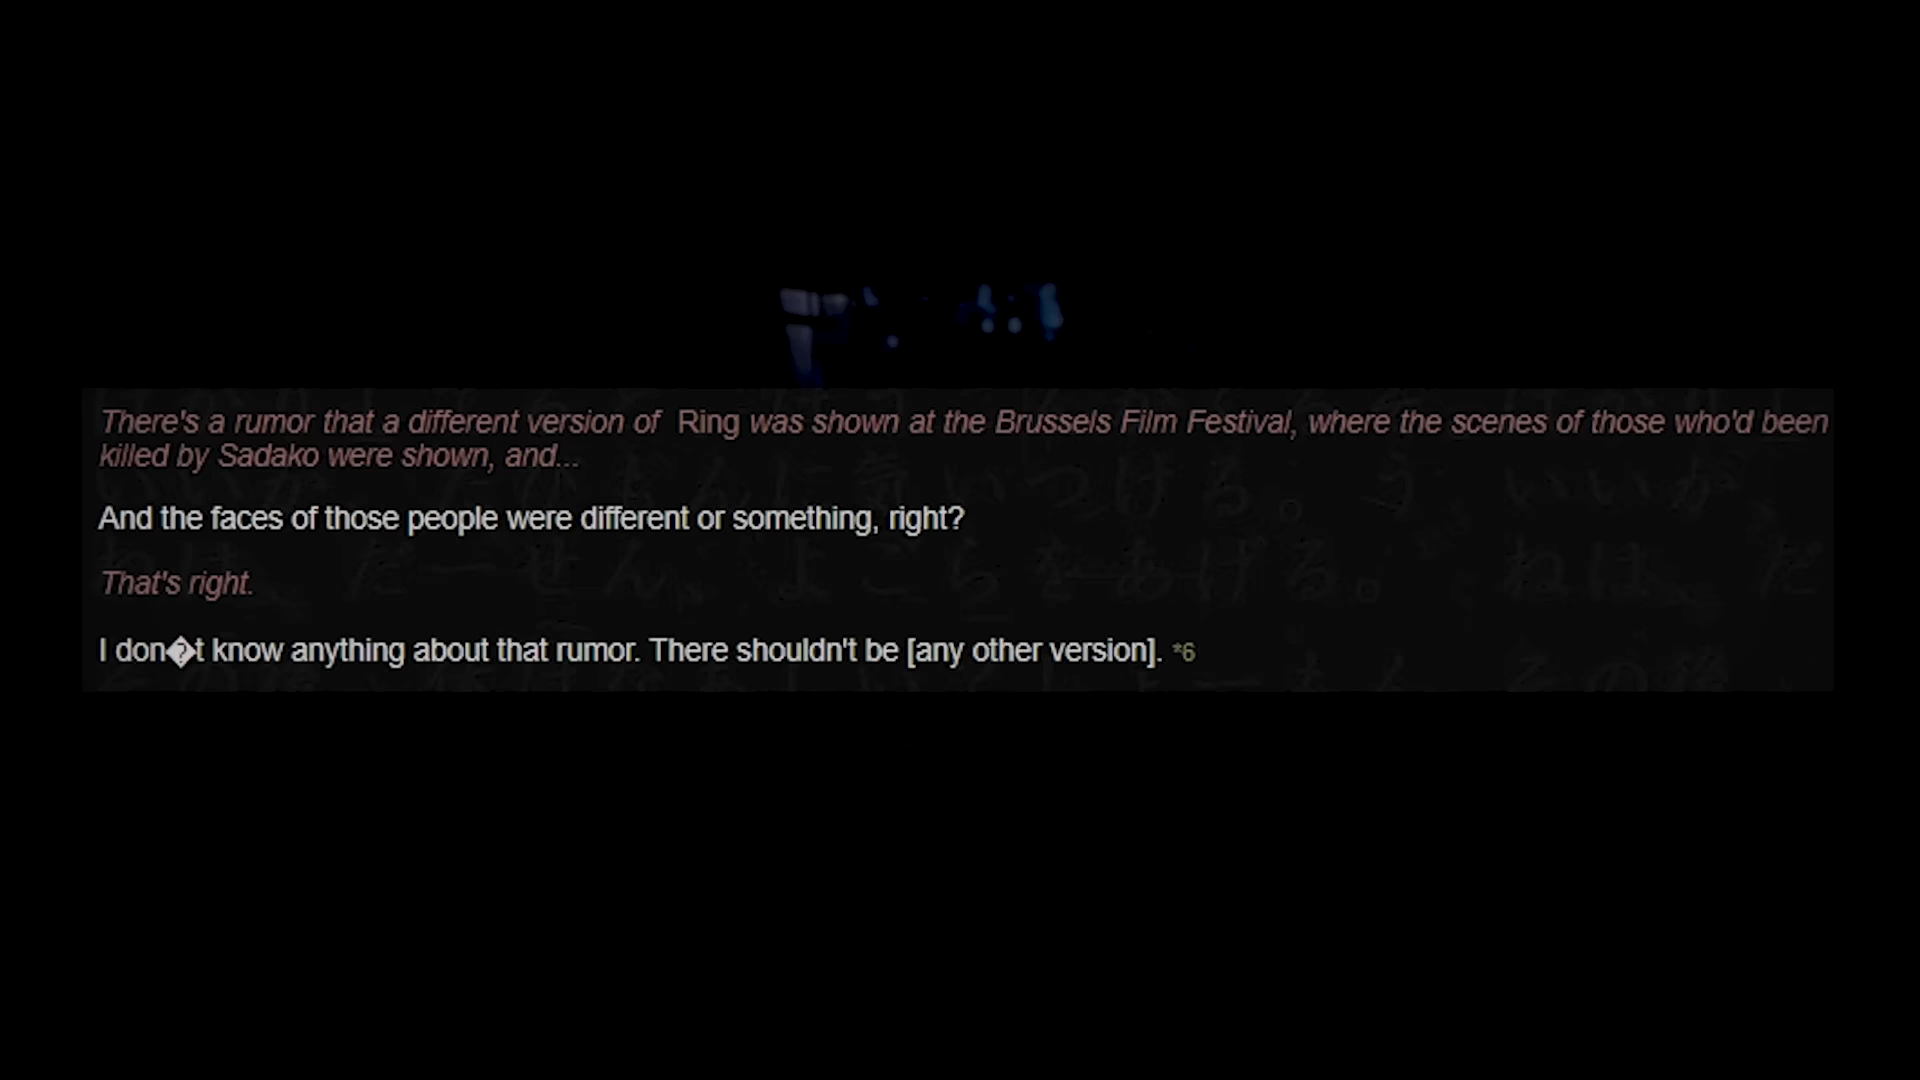 There's a rumor that a different version of Ring was shown at the Brussels Film Festival, where the scenes of those who'd been
killed by Sadako were shown, and...
And the faces of those people were different or something, right?
That's right.
I don�t know anything about that rumor. There shouldn't be [any other version]. *6